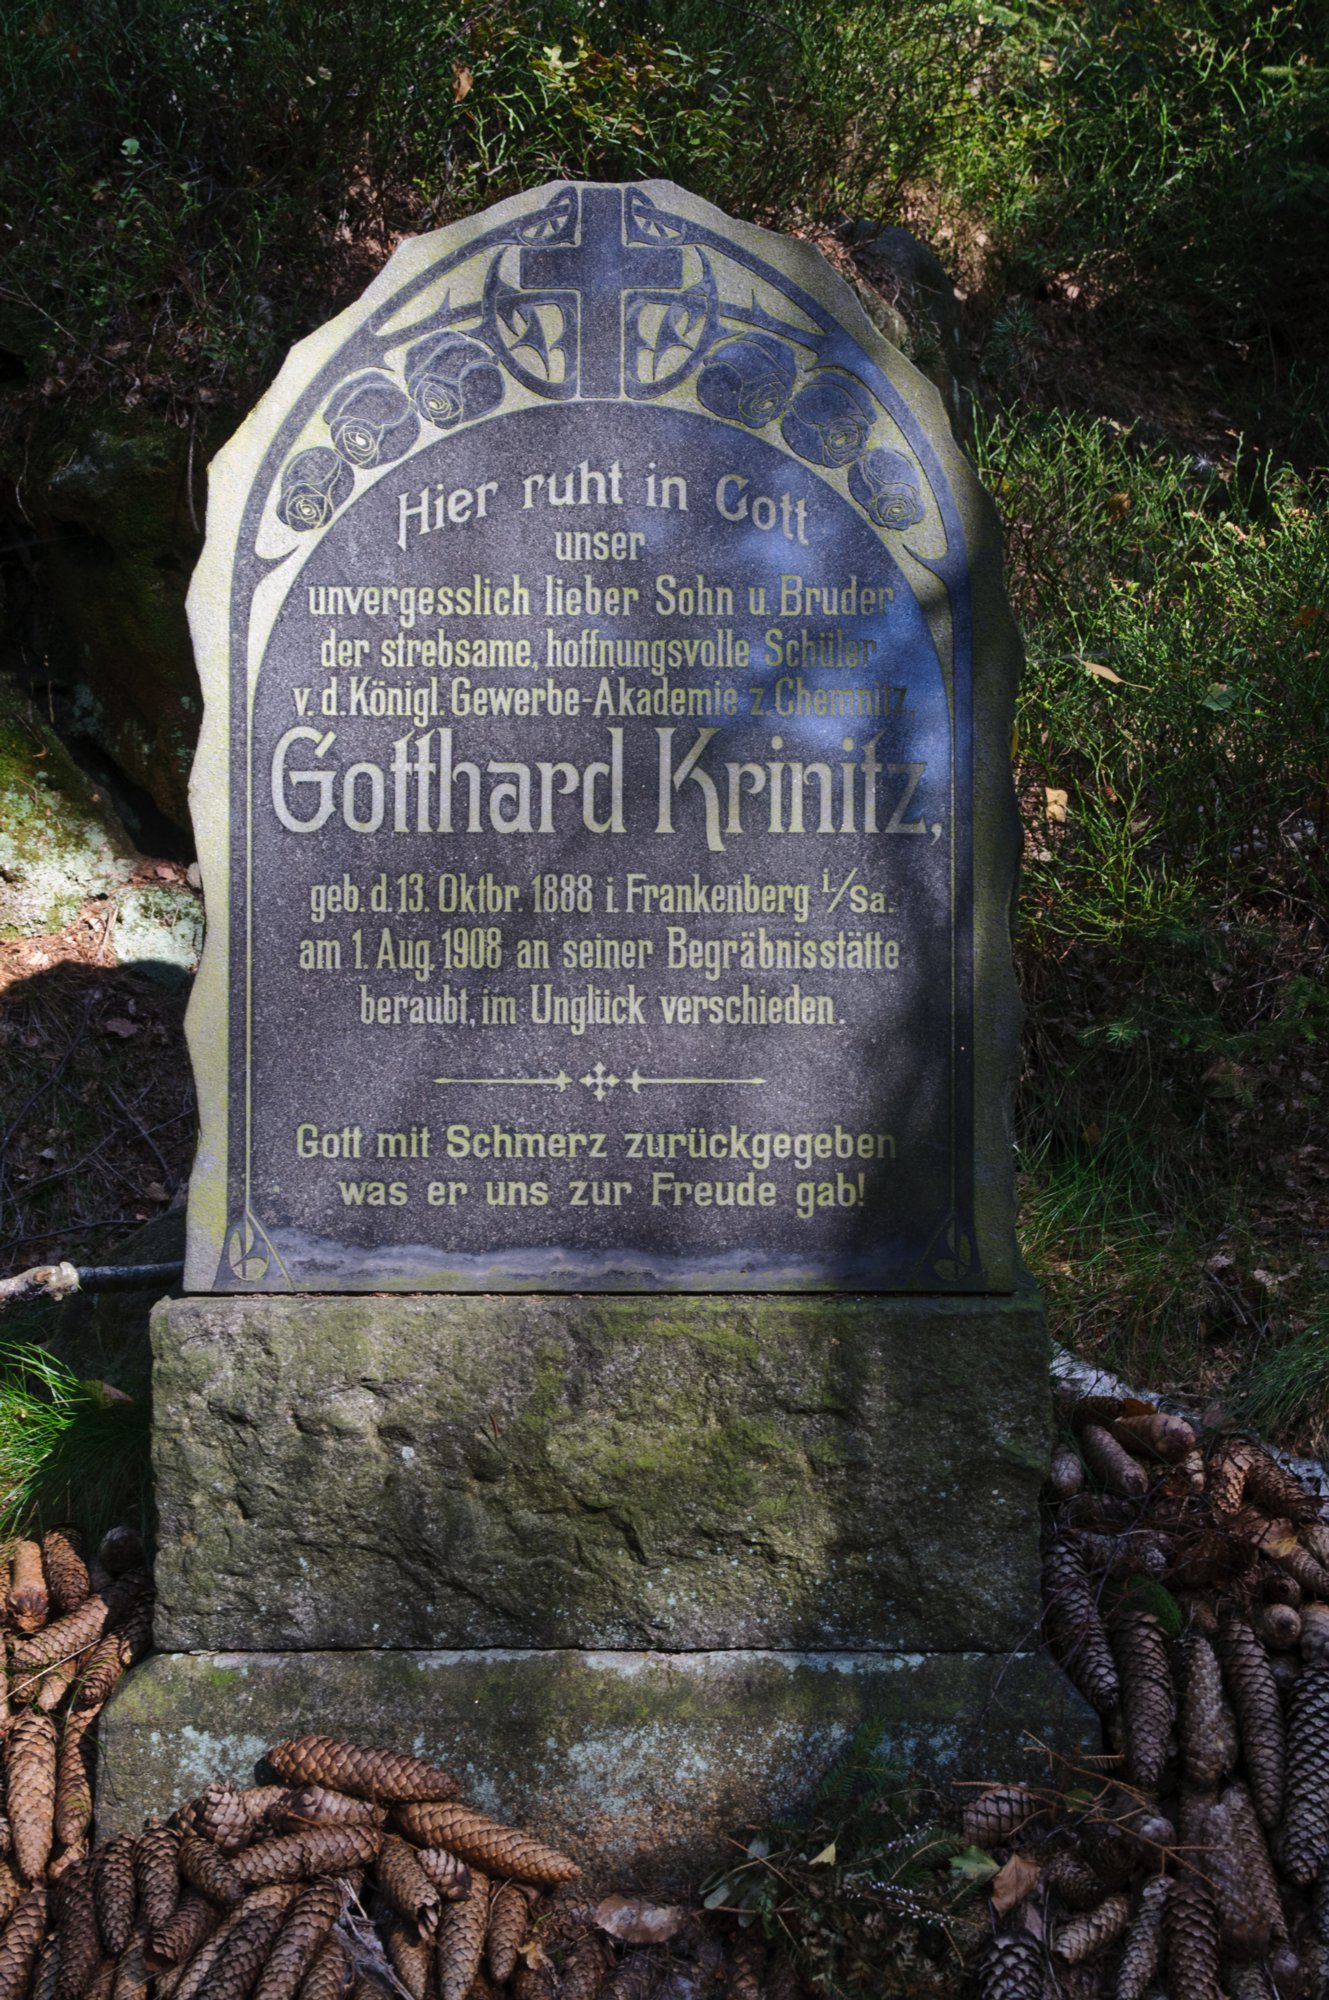 Hier ruht in Gott
unser
unvergesslich lieber Sohn u. Bruder
der strebsame, hoffnungsvolle Schüler
v. d. Königl. Gewerbe-Akademie z. Chemnitz,
Gotthard Krinitz,
geb. d. 13. Oktbr. 1888 i. Frankenberg i./Sa.
am 1. Aug. 1908 an seiner Begräbnisstätte
beraubt, im Unglück verschieden.
Gott mit Schmerz zurückgegeben
was er uns zur Freude gab!